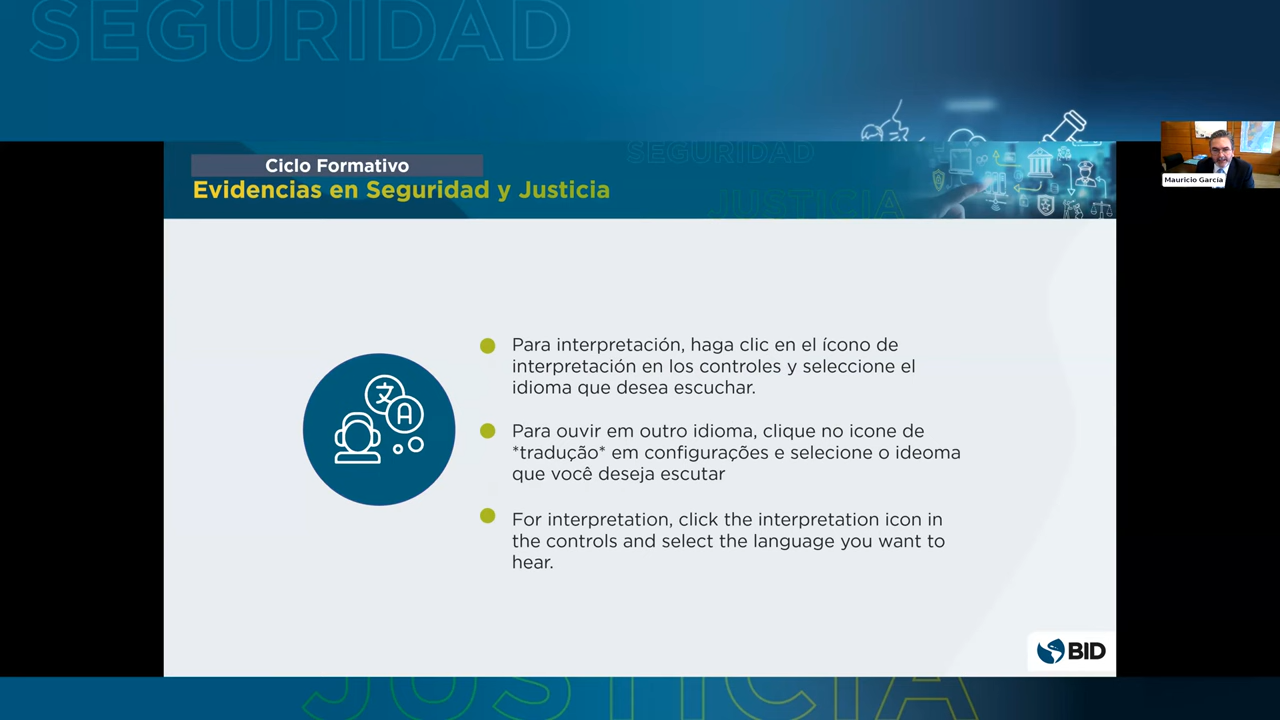 SEGURIDAD
Ciclo Formativo
Evidencias en Seguridad y Justicia
SEGURIDAD
JUSTICIA
Mauricio García
Para interpretación, haga clic en el ícono de
interpretación en los controles y seleccione el
idioma que desea escuchar.
Para ouvir em outro idioma, clique no icone de
*tradução* em configurações e selecione o ideoma
que você deseja escutar
For interpretation, click the interpretation icon in
the controls and select the language you want to
hear.
文
A
BID
JUSTICIA